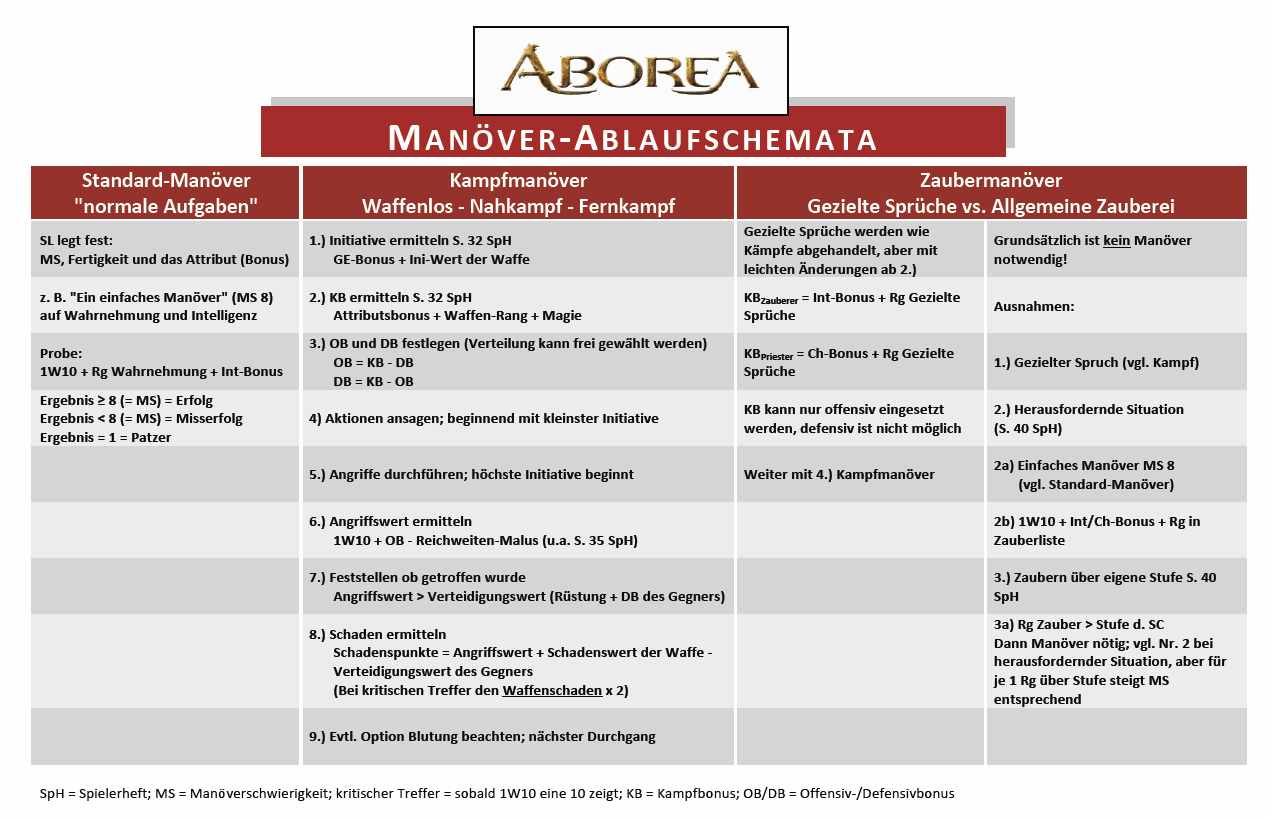 ABOREA
MANÖVER-ABLAUFSCHEMATA
Standard-Manöver
"normale Aufgaben"
SL legt fest:
MS, Fertigkeit und das Attribut (Bonus)
z. B. "Ein einfaches Manöver" (MS 8)
auf Wahrnehmung und Intelligenz
Probe:
1W10 + Rg Wahrnehmung + Int-Bonus
Ergebnis ≥ 8 (= MS) = Erfolg
Ergebnis < 8 (= MS) = Misserfolg
Ergebnis = 1 = Patzer
Kampfmanöver
Waffenlos - Nahkampf - Fernkampf
1.) Initiative ermitteln S. 32 SpH
GE-Bonus + Ini-Wert der Waffe
2.) KB ermitteln S. 32 SpH
Attributsbonus + Waffen-Rang + Magie
3.) OB und DB festlegen (Verteilung kann frei gewählt werden)
OB = KB - DB
DB = KB - OB
4) Aktionen ansagen; beginnend mit kleinster Initiative
5.) Angriffe durchführen; höchste Initiative beginnt
6.) Angriffswert ermitteln
1W10 + OB - Reichweiten-Malus (u.a. S. 35 SpH)
7.) Feststellen ob getroffen wurde
Angriffswert > Verteidigungswert (Rüstung + DB des Gegners)
8.) Schaden ermitteln
Schadenspunkte = Angriffswert + Schadenswert der Waffe -
Verteidigungswert des Gegners
(Bei kritischen Treffer den Waffenschaden x 2)
9.) Evtl. Option Blutung beachten; nächster Durchgang
Zaubermanöver
Gezielte Sprüche vs. Allgemeine Zauberei
Gezielte Sprüche werden wie
Kämpfe abgehandelt, aber mit
leichten Änderungen ab 2.)
KBZauberer = Int-Bonus + Rg Gezielte
Sprüche
KBPriester = Ch-Bonus + Rg Gezielte
Sprüche
KB kann nur offensiv eingesetzt
werden, defensiv ist nicht möglich
Weiter mit 4.) Kampfmanöver
Grundsätzlich ist kein Manöver
notwendig!
Ausnahmen:
1.) Gezielter Spruch (vgl. Kampf)
2.) Herausfordernde Situation
(S. 40 SpH)
2a) Einfaches Manöver MS 8
(vgl. Standard-Manöver)
2b) 1W10 + Int/Ch-Bonus + Rg in
Zauberliste
3.) Zaubern über eigene Stufe S. 40
SpH
3a) Rg Zauber > Stufe d. SC
Dann Manöver nötig; vgl. Nr. 2 bei
herausfordernder Situation, aber für
je 1 Rg über Stufe steigt MS
entsprechend
SpH = Spielerheft; MS = Manöverschwierigkeit; kritischer Treffer = sobald 1W10 eine 10 zeigt; KB = Kampfbonus; OB/DB = Offensiv-/Defensivbonus